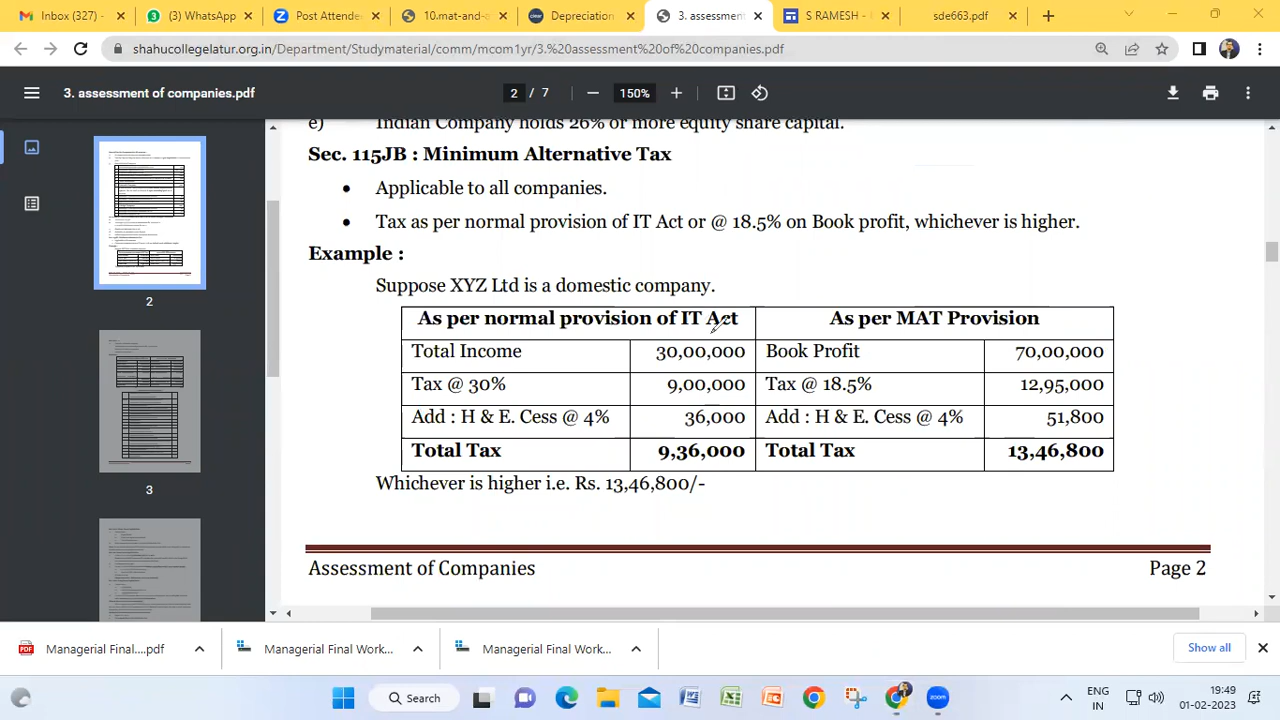 Inbox (327) -
(3) WhatsApp
Post Attende
10.mat-and-
Depreciation
3. assessment
S RAMESH -
sde663.pdf
shahucollegelatur.org.in/Department/Studymaterial/comm/mcom1yr/3.%20assessment%20of%20companies.pdf
3. assessment of companies.pdf
2 / 7
150%
e) Indian Company holds 26% or more equity share capital.
Sec. 115JB : Minimum Alternative Tax
• Applicable to all companies.
• Tax as per normal provision of IT Act or @ 18.5% on Book profit, whichever is higher.
Example :
Suppose XYZ Ltd is a domestic company.
As per normal provision of IT Act As per MAT Provision
Total Income 30,00,000 Book Profit 70,00,000
Tax @ 30% 9,00,000 Tax @ 18.5% 12,95,000
Add : H & E. Cess @ 4% 36,000 Add : H & E. Cess @ 4% 51,800
Total Tax 9,36,000 Total Tax 13,46,800
Whichever is higher i.e. Rs. 13,46,800/-
Assessment of Companies Page 2
2
3
Managerial Final....pdf
Managerial Final Work...
Managerial Final Work...
Show all
Search
ENG
IN
19:49
01-02-2023